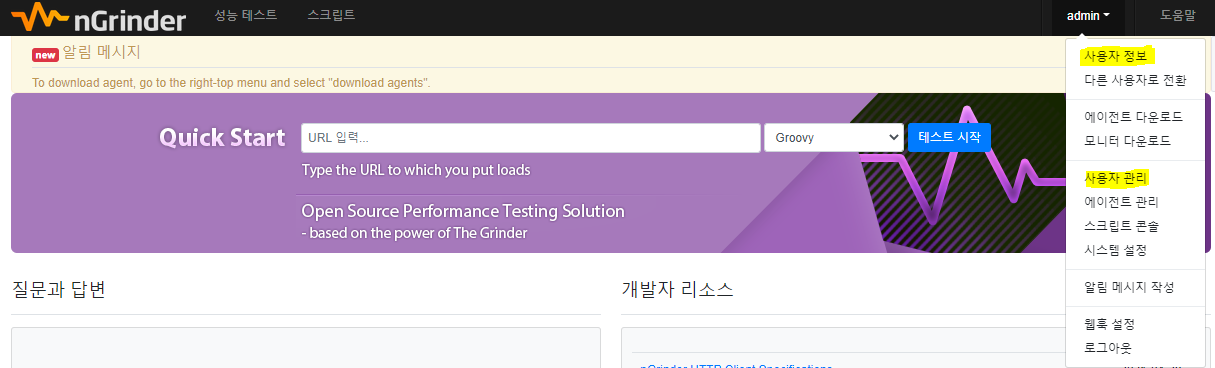 nGrinder 성능 테스트 스크립트 admin 도움말
new 알림 메시지
To download agent, go to the right-top menu and select "download agents".
Quick Start URL 입력... Groovy 테스트 시작
Type the URL to which you put loads
Open Source Performance Testing Solution
- based on the power of The Grinder
사용자 정보
다른 사용자로 전환
에이전트 다운로드
모니터 다운로드
사용자 관리
에이전트 관리
스크립트 콘솔
시스템 설정
알림 메시지 작성
웹훅 설정
로그아웃
질문과 답변
개발자 리소스
nGrinder HTTP Client Specifications